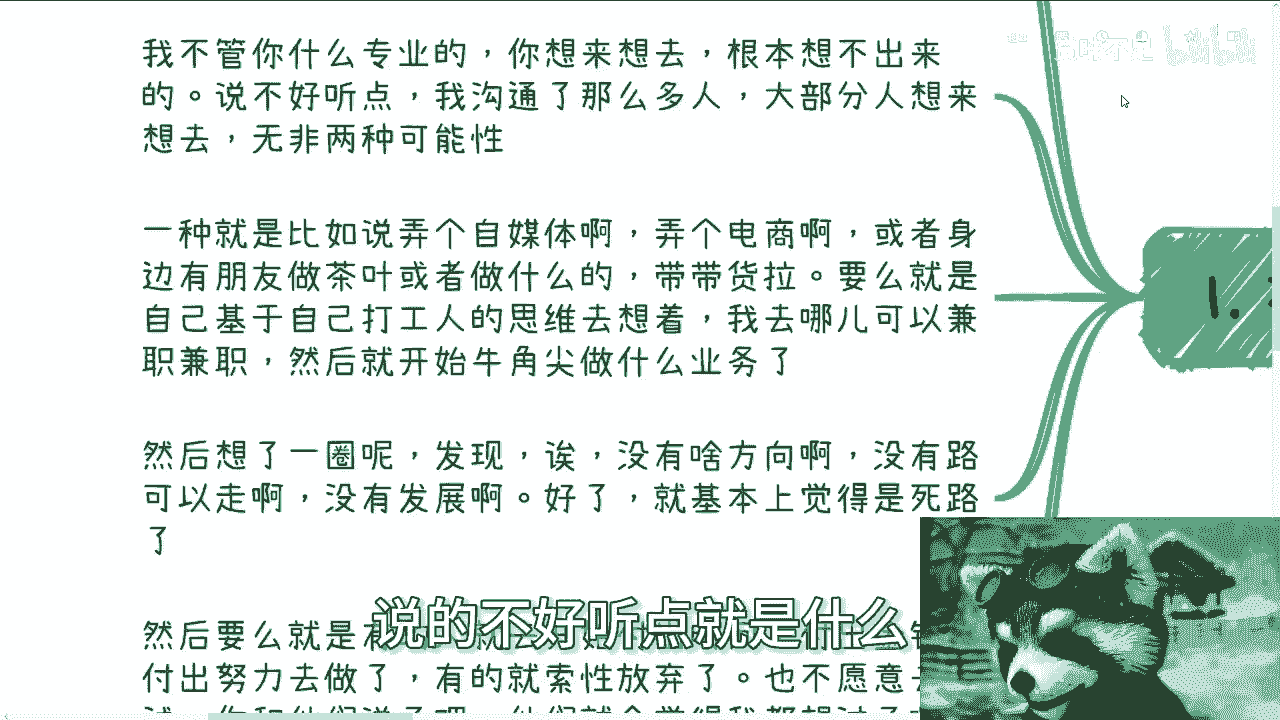 我不管你什么专业的，你想来想去，根本想不出来
的。说不好听点，我沟通了那么多人，大部分人想来
想去，无非两种可能性
一种就是比如说弄个自媒体啊，弄个电商啊，或者身
边有朋友做茶叶或者做什么的，带带货拉。要么就是
自己基于自己打工人的思维去想着，我去哪儿可以兼
职兼职，然后就开始牛角尖做什么业务了
然后想了一圈呢，发现，诶，没有啥方向啊，没有路
可以走啊，没有发展啊。好了，就基本上觉得是死路
了
1.
然后要么就是有
说的不好听点就是什么
付出努力去做了，有的就索性放弃了。也不愿意去